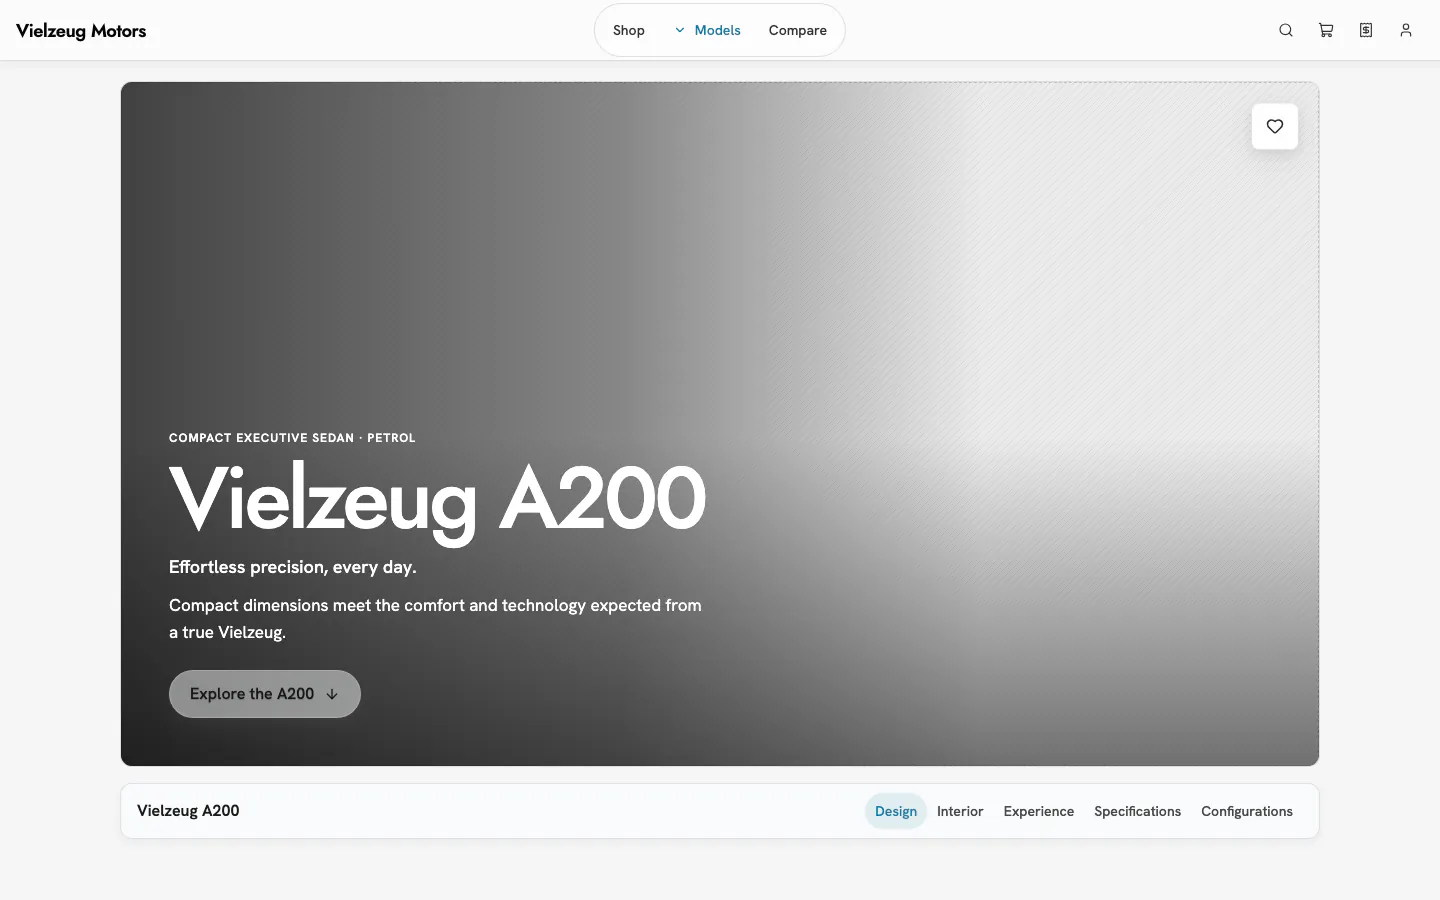 Vielzeug Motors
Shop
Models
Compare
COMPACT EXECUTIVE SEDAN · PETROL
Vielzeug A200
Effortless precision, every day.
Compact dimensions meet the comfort and technology expected from
a true Vielzeug.
Explore the A200
Vielzeug A200
Design
Interior
Experience
Specifications
Configurations